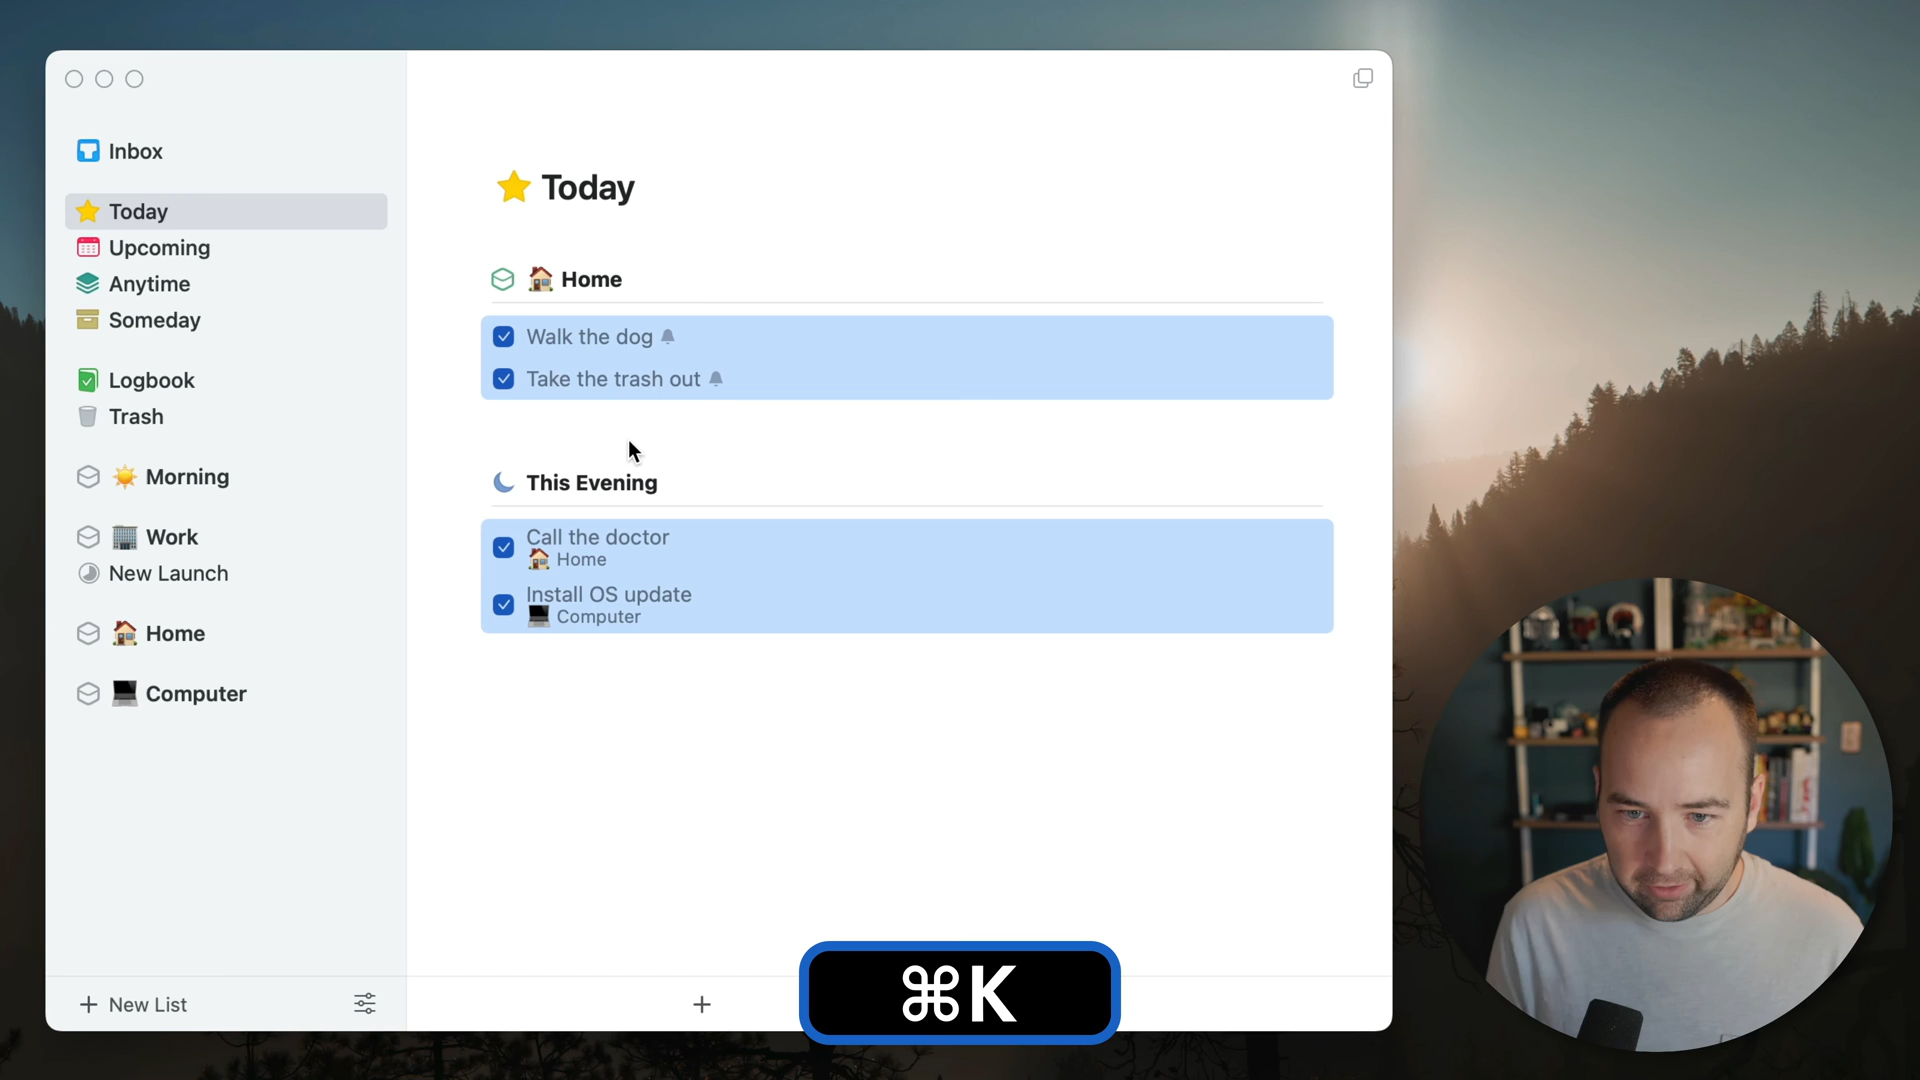 Inbox
Today
Upcoming
Anytime
Someday
Logbook
Trash
Morning
Work
New Launch
Home
Computer
New List
Today
Home
Walk the dog
Take the trash out
This Evening
Call the doctor
Home
Install OS update
Computer
⌘K